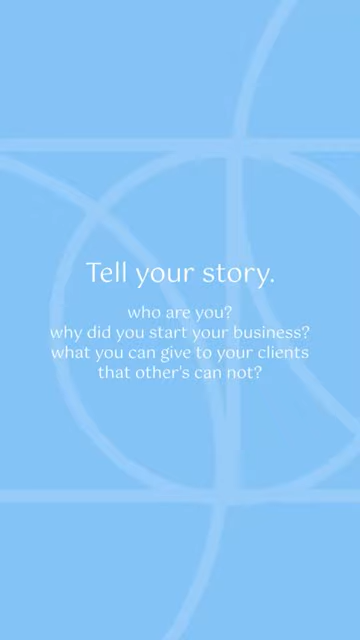 Tell your story.
who are you?
why did you start your business?
what you can give to your clients
that other's can not?